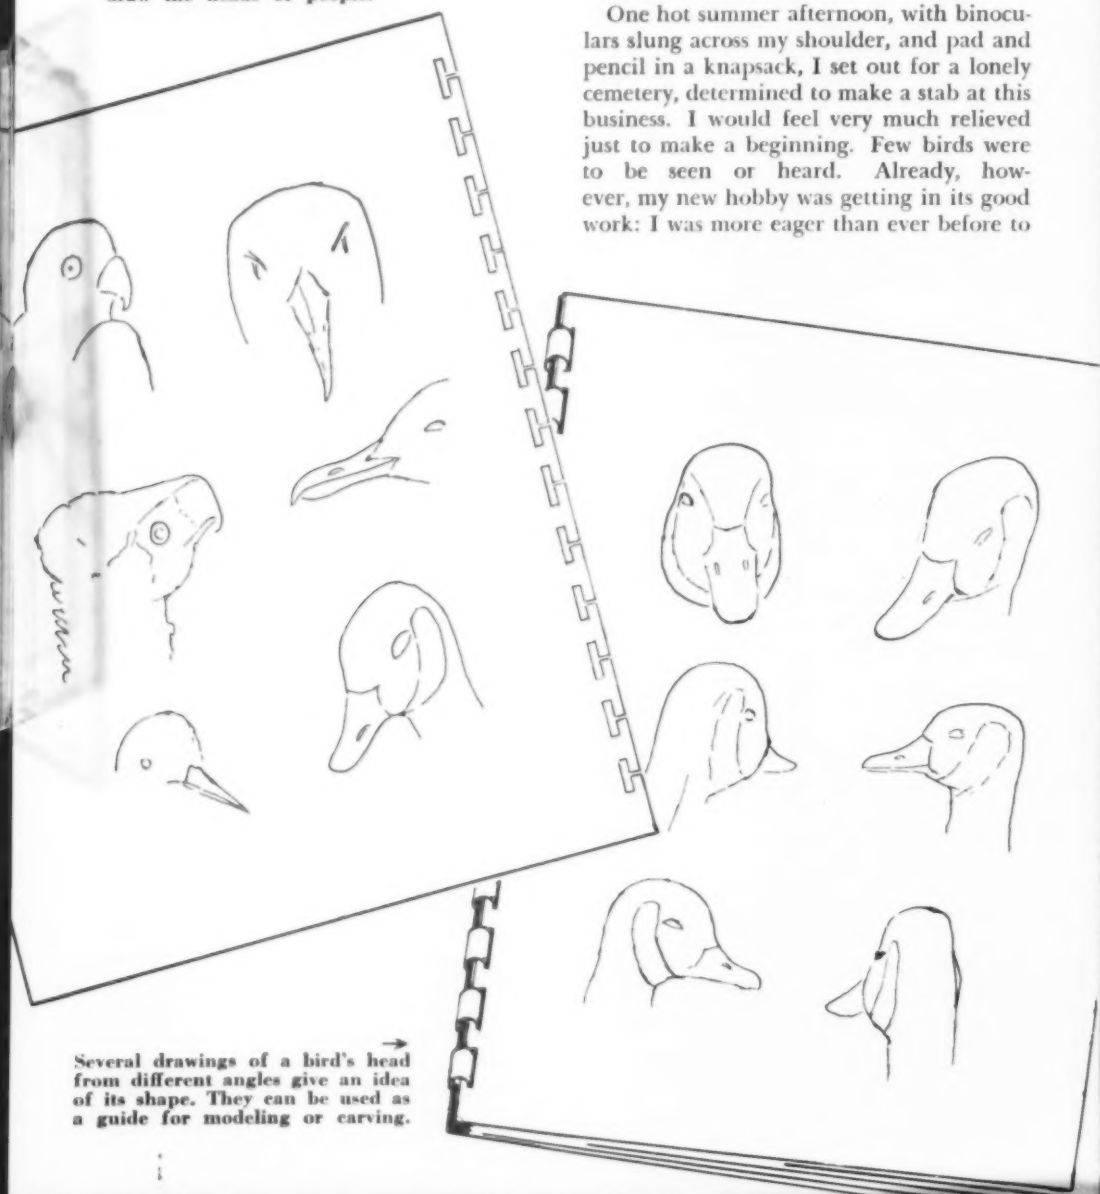 One hot summer afternoon, with binocu-
lars slung across my shoulder, and pad and
pencil in a knapsack, I set out for a lonely
cemetery, determined to make a stab at this
business. I would feel very much relieved
just to make a beginning. Few birds were
to be seen or heard. Already, how-
ever, my new hobby was getting in its good
work: I was more eager than ever before to
Several drawings of a bird's head
from different angles give an idea
of its shape. They can be used as
a guide for modeling or carving.